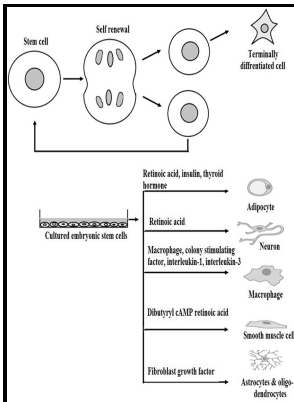 Self renewal
Stem cell
Terminally
diffrentiated cell
Retinoic acid, insulin, thyroid
hormone
Adipocyte
Retinoic acid
Cultured embryonic stem cells
Neuron
Macrophage, colony stimulating
factor, interleukin-1, interleukin-3
Macrophage
Dibutyryl cAMP retinoic acid
Smooth muscle cell
Fibroblast growth factor
Astrocytes & oligo-
dendrocytes